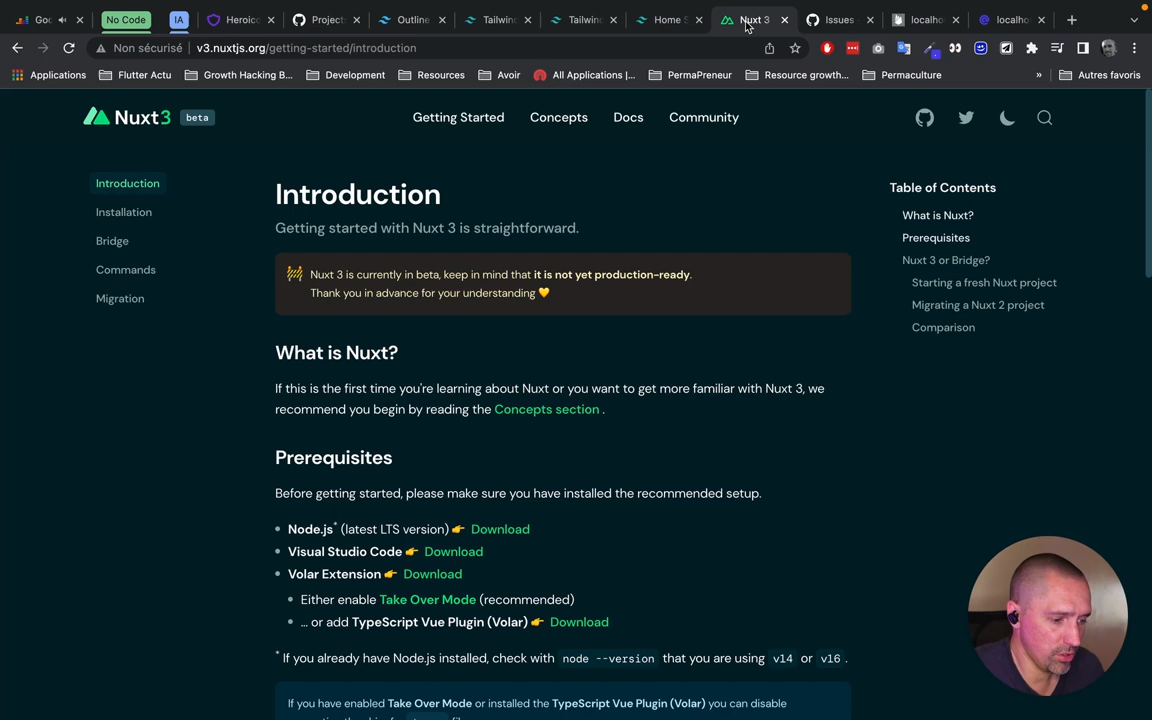 Goo
No Code
IA
Heroico
Project
Outline
Tailwin
Tailwin
Home S
Nuxt 3
Issues
localho
localho
Non sécurisé
v3.nuxtjs.org/getting-started/introduction
Applications
Flutter Actu
Growth Hacking B...
Development
Resources
Avoir
All Applications |...
PermaPreneur
Resource growth...
Permaculture
»
Autres favoris
Nuxt3 beta
Getting Started
Concepts
Docs
Community
Introduction
Installation
Bridge
Commands
Migration
Introduction
Getting started with Nuxt 3 is straightforward.
🚧 Nuxt 3 is currently in beta, keep in mind that it is not yet production-ready.
Thank you in advance for your understanding 💛
What is Nuxt?
If this is the first time you're learning about Nuxt or you want to get more familiar with Nuxt 3, we
recommend you begin by reading the Concepts section .
Prerequisites
Before getting started, please make sure you have installed the recommended setup.
Node.js* (latest LTS version) 👉 Download
Visual Studio Code 👉 Download
Volar Extension 👉 Download
Either enable Take Over Mode (recommended)
... or add TypeScript Vue Plugin (Volar) 👉 Download
* If you already have Node.js installed, check with node --version that you are using v14 or v16 .
If you have enabled Take Over Mode or installed the TypeScript Vue Plugin (Volar) you can disable
Table of Contents
What is Nuxt?
Prerequisites
Nuxt 3 or Bridge?
Starting a fresh Nuxt project
Migrating a Nuxt 2 project
Comparison